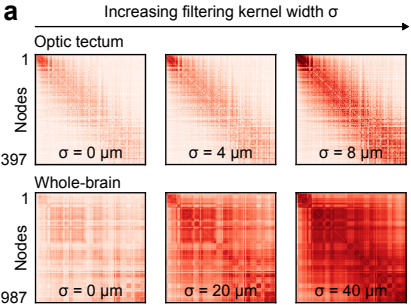 a
Increasing filtering kernel width σ
Optic tectum
1
Nodes
397
σ = 0 μm
σ = 4 μm
σ = 8 μm
Whole-brain
1
Nodes
987
σ = 0 μm
σ = 20 μm
σ = 40 μm